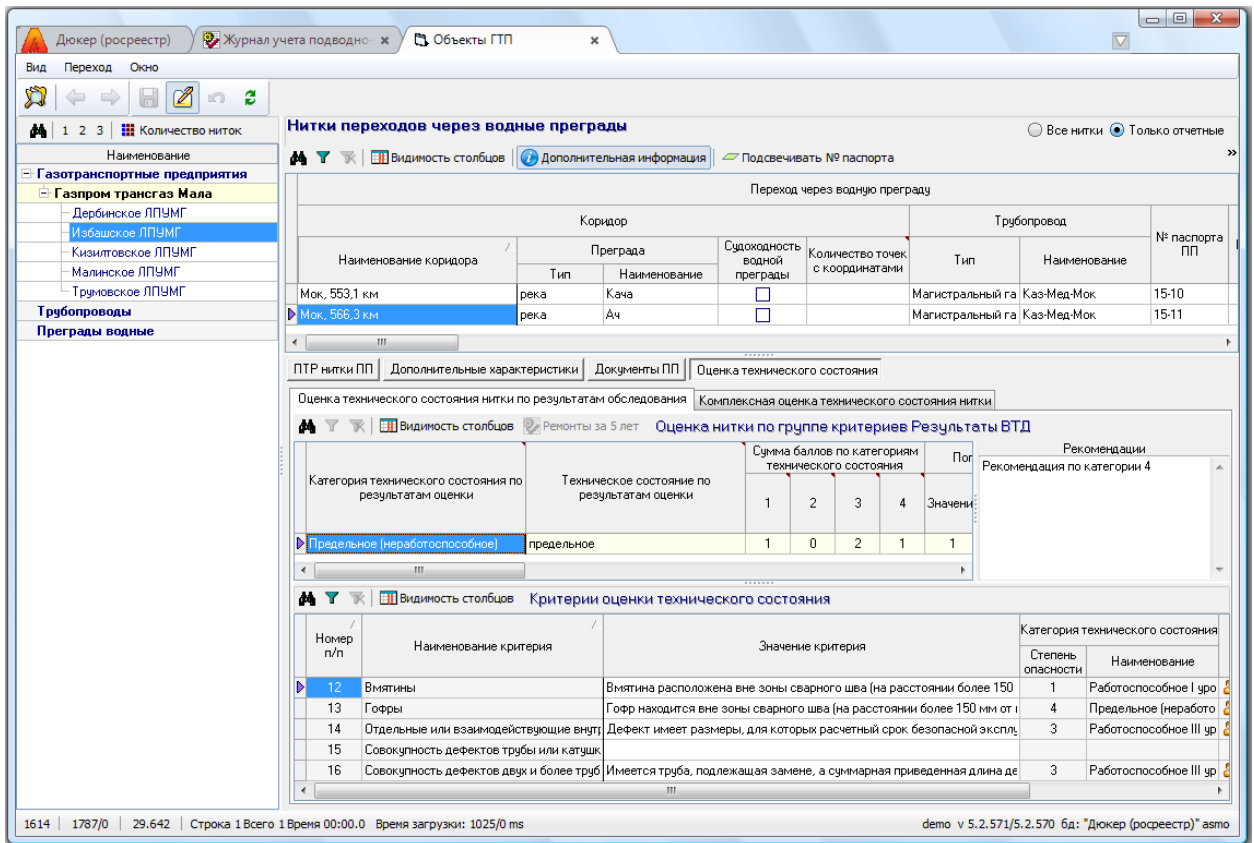 Дюкер (росреестр) Журнал учета подводно- Объекты ГТП
Вид Переход Окно
1 2 3 Количество ниток
Наименование
Газотранспортные предприятия
Газпром трансгаз Мала
Дербинское ЛПУМГ
Избашское ЛПУМГ
Кизилтовское ЛПУМГ
Малинское ЛПУМГ
Трумовское ЛПУМГ
Трубопроводы
Преграды водные
Нитки переходов через водные преграды
Все нитки Только отчетные
Видимость столбцов Дополнительная информация Подсвечивать № паспорта
Переход через водную преграду
Коридор Трубопровод № паспорта ПП
Наименование коридора Преграда Судоходность водной преграды Количество точек с координатами Тип Наименование
Тип Наименование
Мок, 553,1 км река Кача Магистральный га Каз-Мед-Мок 15-10
Мок, 566,3 км река Ач Магистральный га Каз-Мед-Мок 15-11
ПТР нитки ПП Дополнительные характеристики Документы ПП Оценка технического состояния
Оценка технического состояния нитки по результатам обследования Комплексная оценка технического состояния нитки
Видимость столбцов Ремонты за 5 лет Оценка нитки по группе критериев Результаты ВТД
Категория технического состояния по результатам оценки Техническое состояние по результатам оценки Сумма баллов по категориям технического состояния Пог
1 2 3 4 Значени
Предельное (неработоспособное) предельное 1 0 2 1 1
Рекомендации
Рекомендация по категории 4
Видимость столбцов Критерии оценки технического состояния
Номер п/п Наименование критерия Значение критерия Категория технического состояния
Степень опасности Наименование
12 Вмятины Вмятина расположена вне зоны сварного шва (на расстоянии более 150 1 Работоспособное I уро
13 Гофры Гофр находится вне зоны сварного шва (на расстоянии более 150 мм от 4 Предельное (неработо
14 Отдельные или взаимодействующие внутр Дефект имеет размеры, для которых расчетный срок безопасной эксплу 3 Работоспособное III ур
15 Совокупность дефектов трубы или катушк
16 Совокупность дефектов двух и более труб Имеется труба, подлежащая замене, а суммарная приведенная длина де 3 Работоспособное III ур
1614 1787/0 29.642 Строка 1 Всего 1 Время 00:00.0 Время загрузки: 1025/0 ms demo v 5.2.571/5.2.570 бд: "Дюкер (росреестр)" asmo